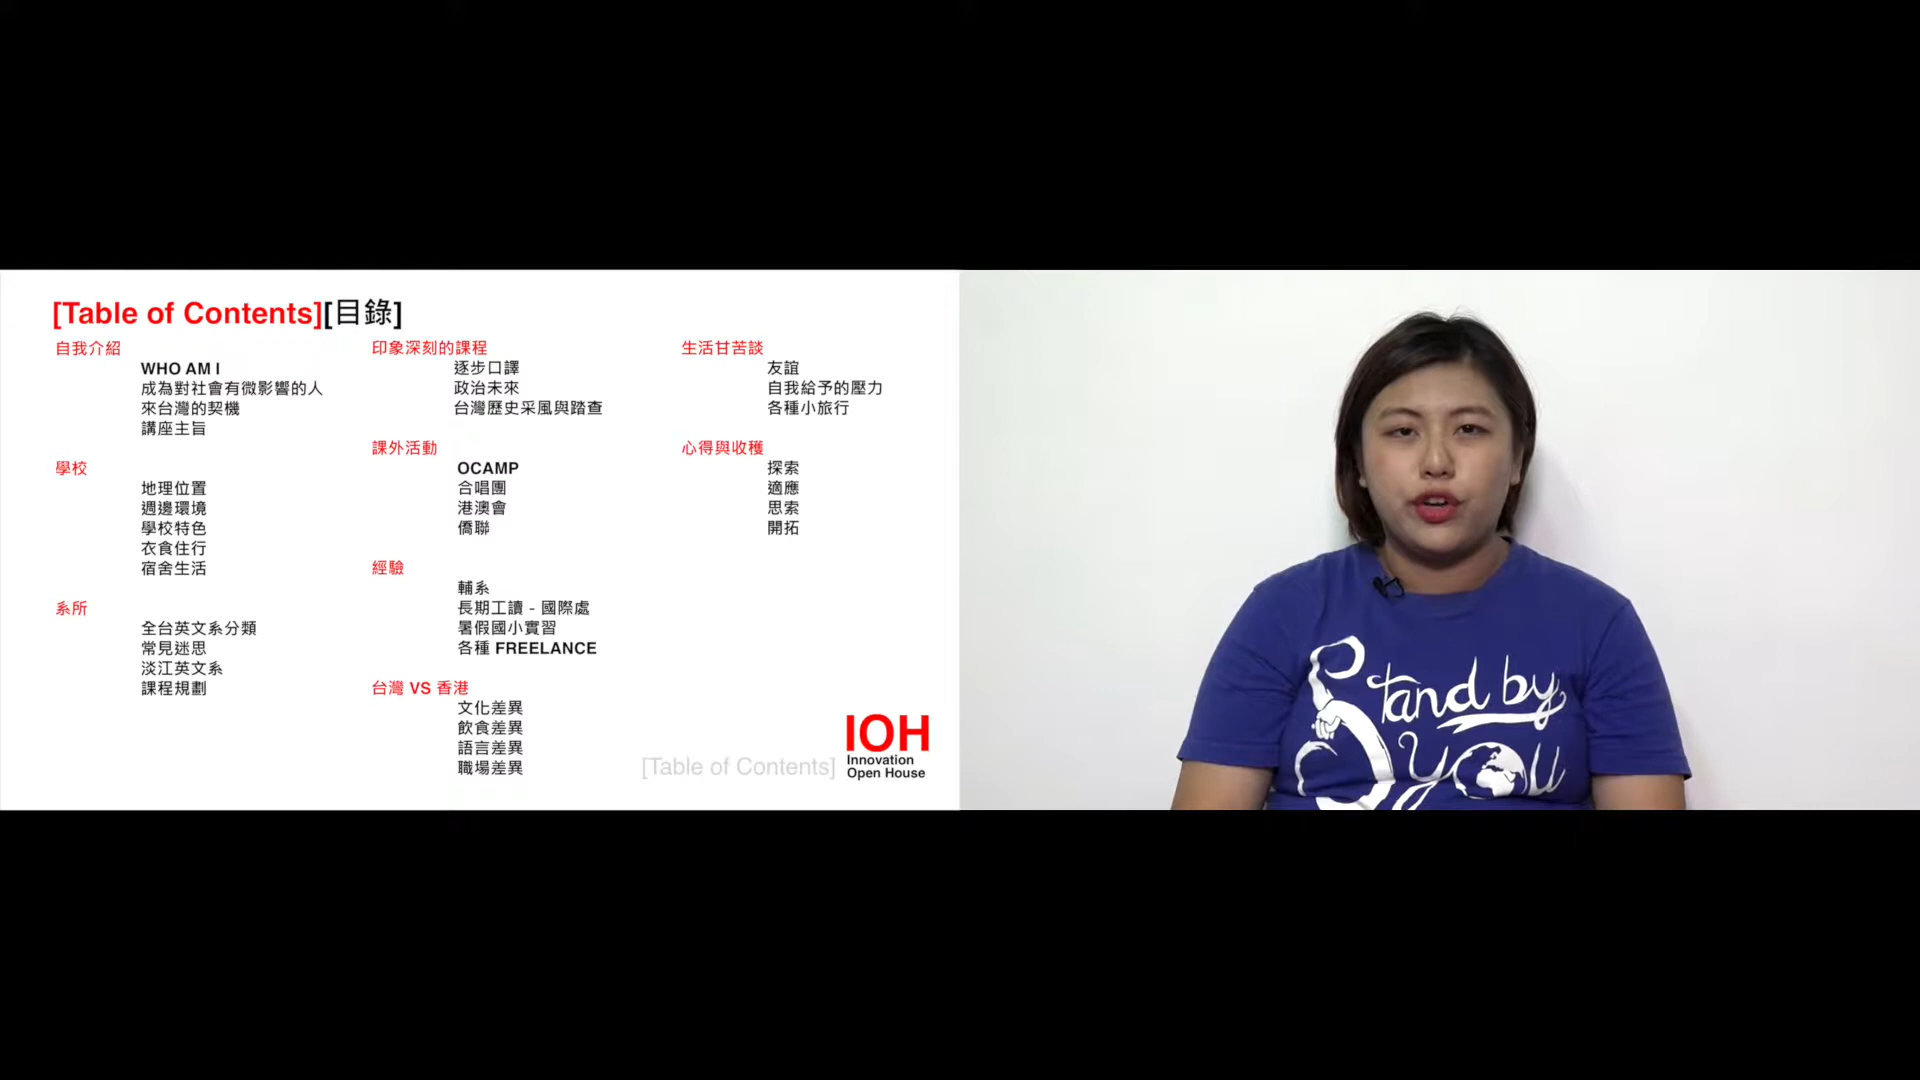 [Table of Contents][目錄]
自我介紹
WHO AM I
成為對社會有微影響的人
來台灣的契機
講座主旨
學校
地理位置
週邊環境
學校特色
衣食住行
宿舍生活
系所
全台英文系分類
常見迷思
淡江英文系
課程規劃
印象深刻的課程
逐步口譯
政治未來
台灣歷史采風與踏查
課外活動
OCAMP
合唱團
港澳會
僑聯
經驗
輔系
長期工讀 - 國際處
暑假國小實習
各種 FREELANCE
台灣 VS 香港
文化差異
飲食差異
語言差異
職場差異
生活甘苦談
友誼
自我給予的壓力
各種小旅行
心得與收穫
探索
適應
思索
開拓
[Table of Contents]
IOH
Innovation
Open House
Stand by
you